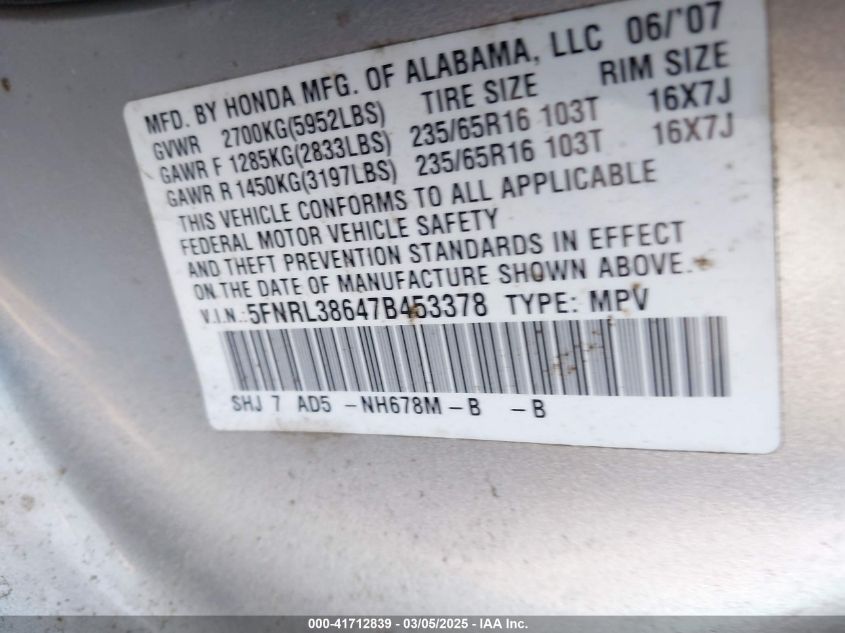 MFD. BY HONDA MFG. OF ALABAMA, LLC 06/'07
GVWR 2700KG(5952LBS) TIRE SIZE RIM SIZE
GAWR F 1285KG(2833LBS) 235/65R16 103T 16X7J
GAWR R 1450KG(3197LBS) 235/65R16 103T 16X7J
THIS VEHICLE CONFORMS TO ALL APPLICABLE
FEDERAL MOTOR VEHICLE SAFETY
AND THEFT PREVENTION STANDARDS IN EFFECT
ON THE DATE OF MANUFACTURE SHOWN ABOVE.
V.I.N.:5FNRL38647B453378 TYPE: MPV
SHJ 7 AD5 -NH678M -B -B
000-41712839 - 03/05/2025 - IAA Inc.